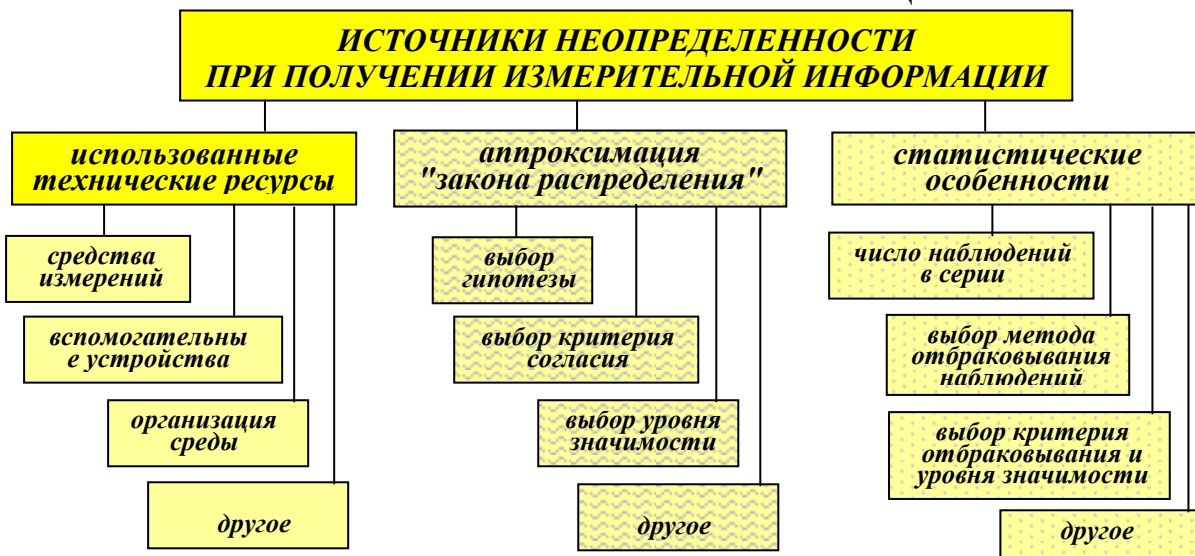 ИСТОЧНИКИ НЕОПРЕДЕЛЕННОСТИ
ПРИ ПОЛУЧЕНИИ ИЗМЕРИТЕЛЬНОЙ ИНФОРМАЦИИ
использованные
технические ресурсы
средства
измерений
вспомогательны
е устройства
организация
среды
другое
аппроксимация
"закона распределения"
выбор
гипотезы
выбор критерия
согласия
выбор уровня
значимости
другое
статистические
особенности
число наблюдений
в серии
выбор метода
отбраковывания
наблюдений
выбор критерия
отбраковывания и
уровня значимости
другое